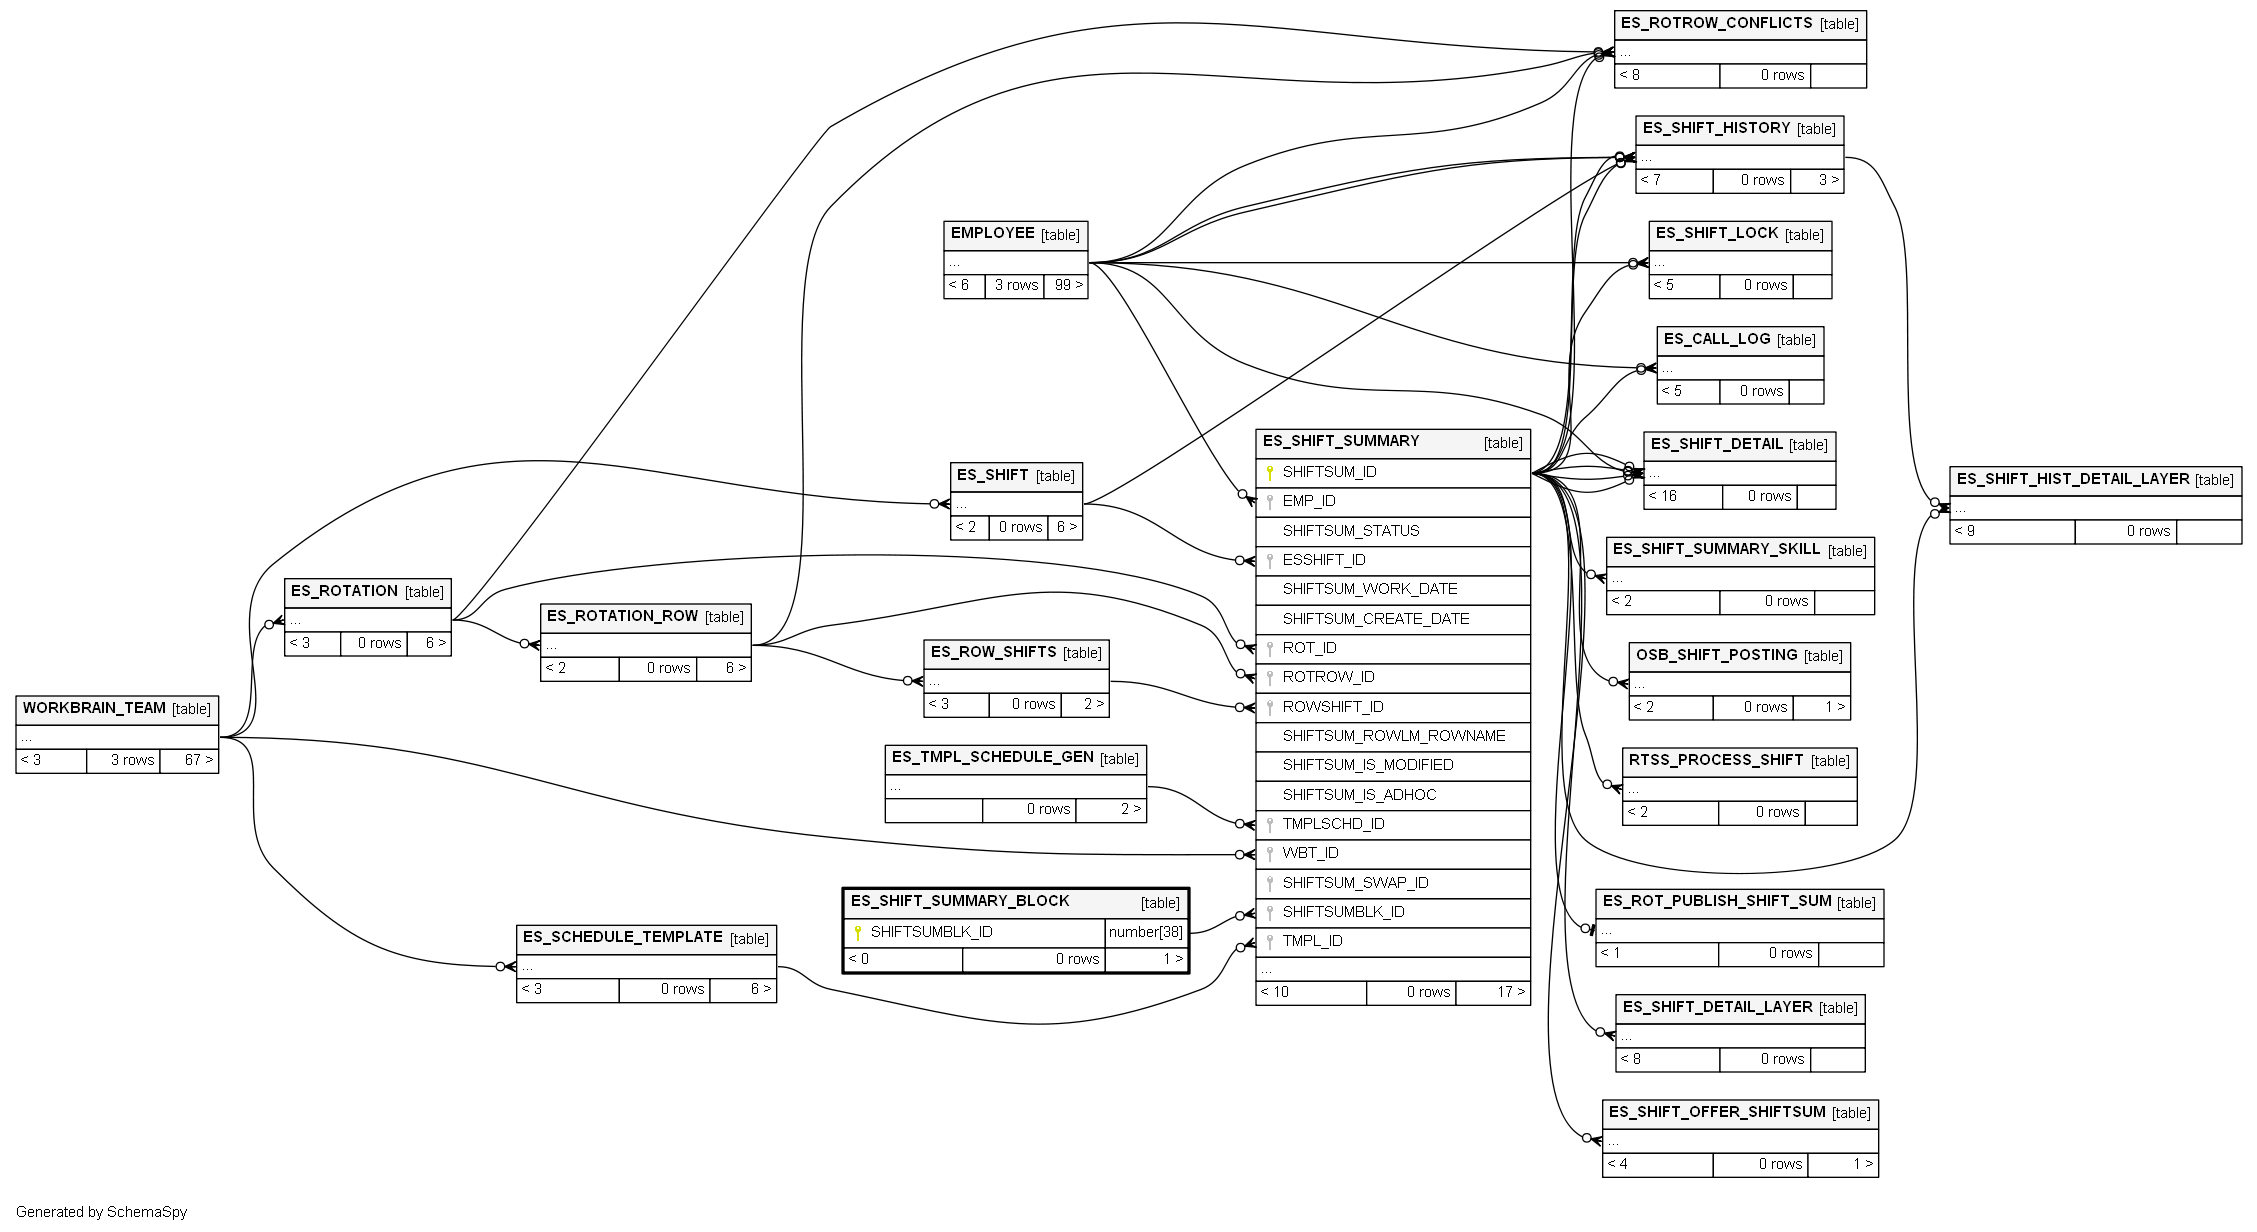 ES_ROTROW_CONFLICTS [table]
...
< 8 0 rows
ES_SHIFT_HISTORY [table]
...
< 7 0 rows 3 >
EMPLOYEE [table]
...
< 6 3 rows 99 >
ES_SHIFT_LOCK [table]
...
< 5 0 rows
ES_CALL_LOG [table]
...
< 5 0 rows
ES_SHIFT_SUMMARY [table]
SHIFTSUM_ID
EMP_ID
SHIFTSUM_STATUS
ESSHIFT_ID
SHIFTSUM_WORK_DATE
SHIFTSUM_CREATE_DATE
ROT_ID
ROTROW_ID
ROWSHIFT_ID
SHIFTSUM_ROWLM_ROWNAME
SHIFTSUM_IS_MODIFIED
SHIFTSUM_IS_ADHOC
TMPLSCHD_ID
WBT_ID
SHIFTSUM_SWAP_ID
SHIFTSUMBLK_ID
TMPL_ID
...
< 10 0 rows 17 >
ES_SHIFT_DETAIL [table]
...
< 16 0 rows
ES_SHIFT [table]
...
< 2 0 rows 6 >
ES_SHIFT_HIST_DETAIL_LAYER [table]
...
< 9 0 rows
ES_SHIFT_SUMMARY_SKILL [table]
...
< 2 0 rows
ES_ROTATION [table]
...
< 3 0 rows 6 >
ES_ROTATION_ROW [table]
...
< 2 0 rows 6 >
ES_ROW_SHIFTS [table]
...
< 3 0 rows 2 >
OSB_SHIFT_POSTING [table]
...
< 2 0 rows 1 >
WORKBRAIN_TEAM [table]
...
< 3 3 rows 67 >
ES_TMPL_SCHEDULE_GEN [table]
...
0 rows 2 >
RTSS_PROCESS_SHIFT [table]
...
< 2 0 rows
ES_SHIFT_SUMMARY_BLOCK [table]
SHIFTSUMBLK_ID number[38]
< 0 0 rows 1 >
ES_ROT_PUBLISH_SHIFT_SUM [table]
...
< 1 0 rows
ES_SCHEDULE_TEMPLATE [table]
...
< 3 0 rows 6 >
ES_SHIFT_DETAIL_LAYER [table]
...
< 8 0 rows
ES_SHIFT_OFFER_SHIFTSUM [table]
...
< 4 0 rows 1 >
Generated by SchemaSpy